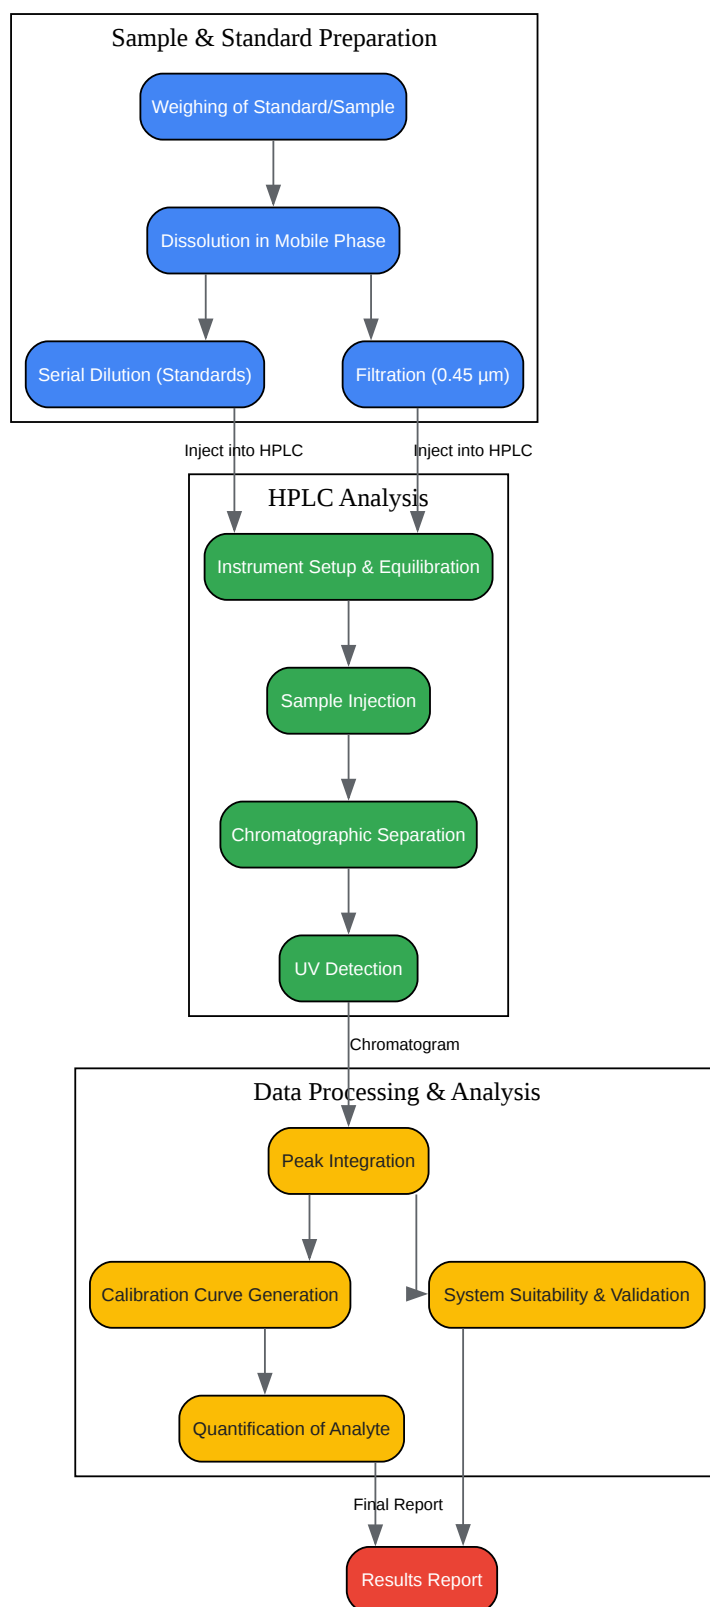 Sample & Standard Preparation
Weighing of Standard/Sample
Dissolution in Mobile Phase
Serial Dilution (Standards)
Filtration (0.45 µm)
Inject into HPLC
Inject into HPLC
HPLC Analysis
Instrument Setup & Equilibration
Sample Injection
Chromatographic Separation
UV Detection
Chromatogram
Data Processing & Analysis
Peak Integration
Calibration Curve Generation
System Suitability & Validation
Quantification of Analyte
Final Report
Results Report